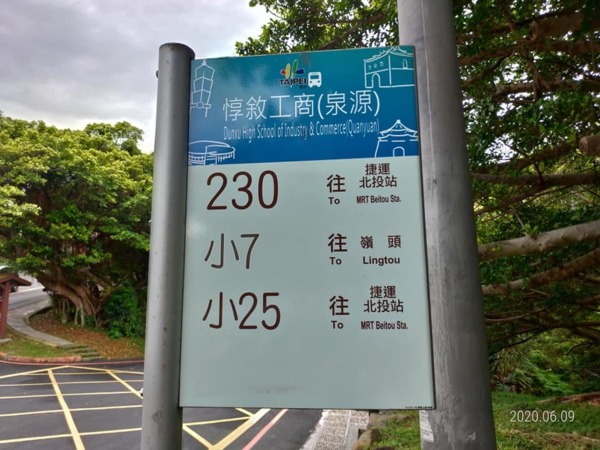 TAIPEI
惇敘工商(泉源)
Dunxu High School of Industry & Commerce(Quanyuan)
230 往 捷運北投站
To MRT Beitou Sta.
小7 往 嶺頭
To Lingtou
小25 往 捷運北投站
To MRT Beitou Sta.
2020.06.09